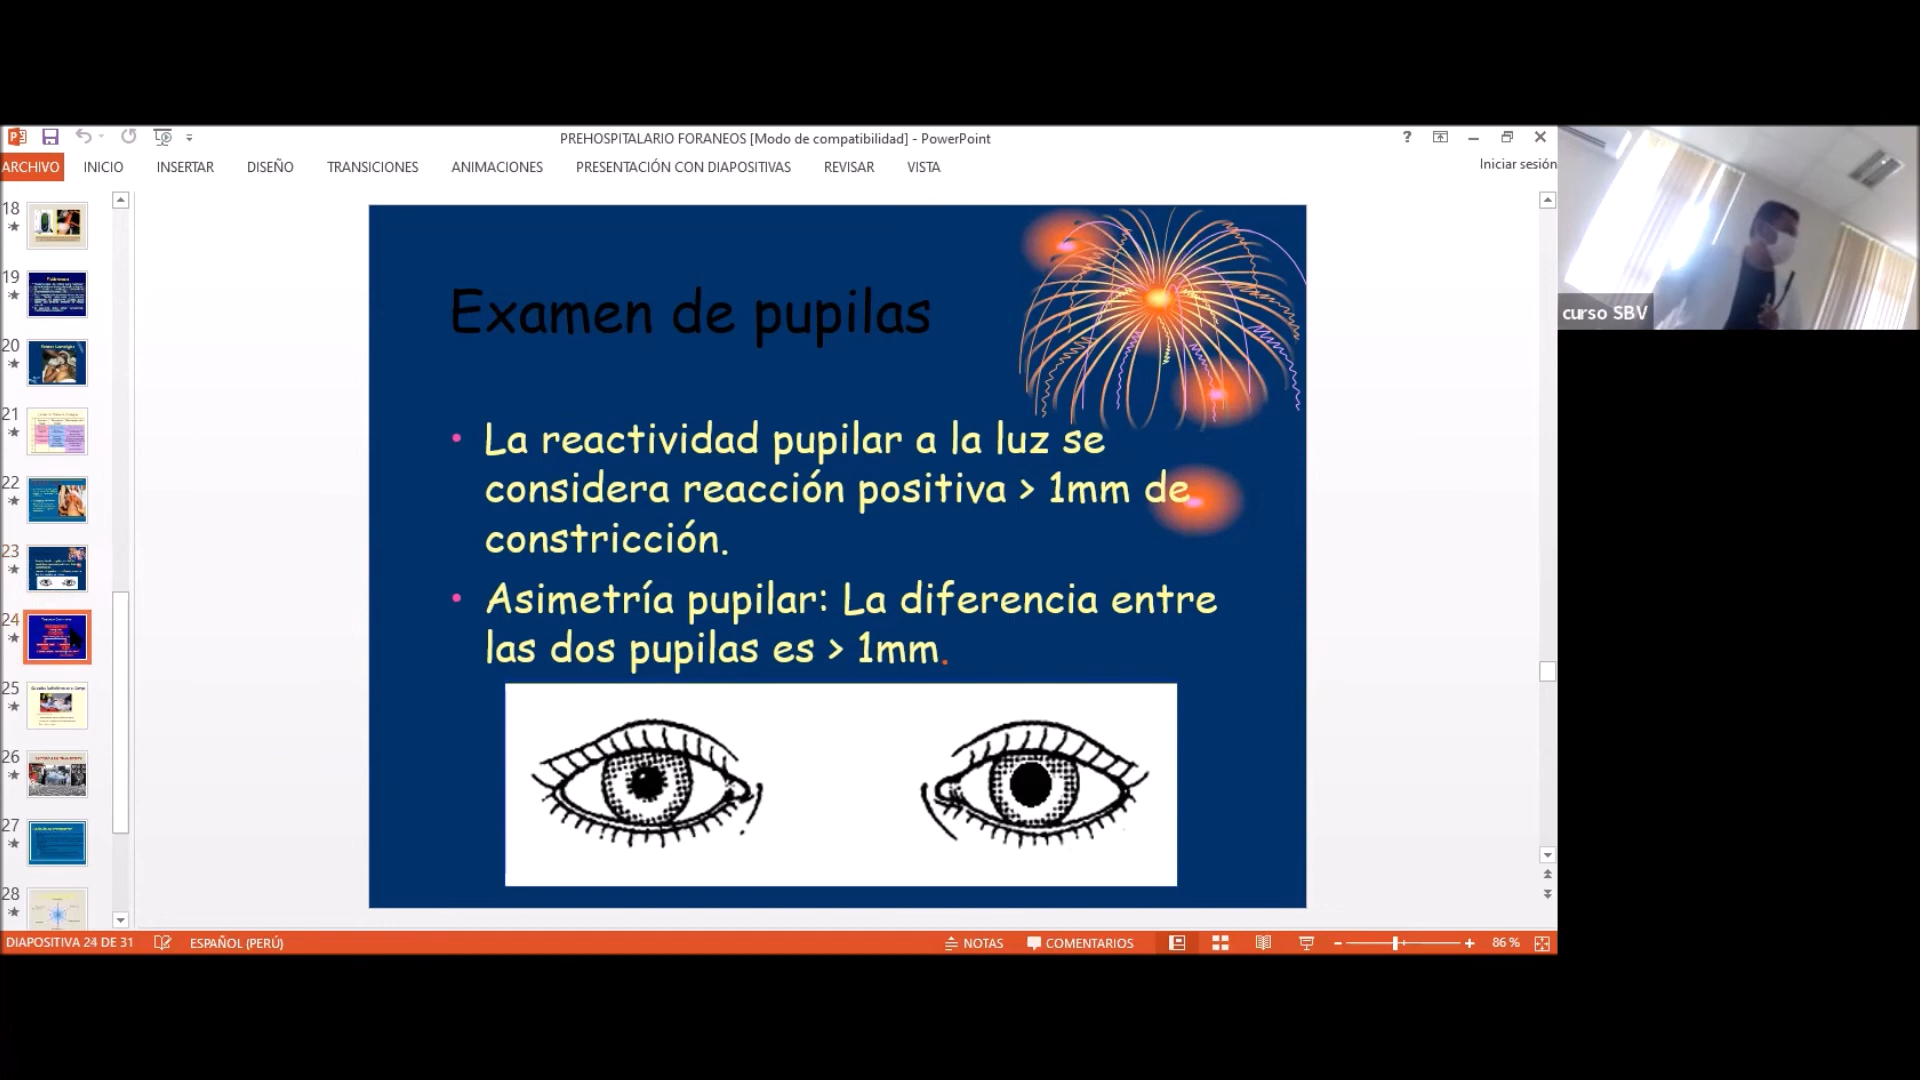 PREHOSPITALARIO FORANEOS [Modo de compatibilidad] - PowerPoint
?
ARCHIVO INICIO INSERTAR DISEÑO TRANSICIONES ANIMACIONES PRESENTACIÓN CON DIAPOSITIVAS REVISAR VISTA
Iniciar sesión
18
19
20
21
22
23
24
25
26
27
28
Examen de pupilas
• La reactividad pupilar a la luz se
considera reacción positiva > 1mm de
constricción.
• Asimetría pupilar: La diferencia entre
las dos pupilas es > 1mm.
curso SBV
DIAPOSITIVA 24 DE 31 ESPAÑOL (PERÚ) NOTAS COMENTARIOS 86 %